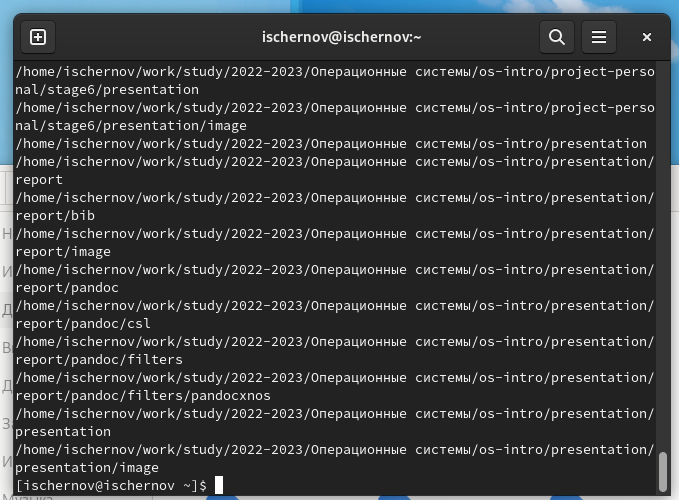 ischernov@ischernov:~
/home/ischernov/work/study/2022-2023/Операционные системы/os-intro/project-perso
nal/stage6/presentation
/home/ischernov/work/study/2022-2023/Операционные системы/os-intro/project-perso
nal/stage6/presentation/image
/home/ischernov/work/study/2022-2023/Операционные системы/os-intro/presentation
/home/ischernov/work/study/2022-2023/Операционные системы/os-intro/presentation/
report
/home/ischernov/work/study/2022-2023/Операционные системы/os-intro/presentation/
report/bib
/home/ischernov/work/study/2022-2023/Операционные системы/os-intro/presentation/
report/image
/home/ischernov/work/study/2022-2023/Операционные системы/os-intro/presentation/
report/pandoc
/home/ischernov/work/study/2022-2023/Операционные системы/os-intro/presentation/
report/pandoc/csl
/home/ischernov/work/study/2022-2023/Операционные системы/os-intro/presentation/
report/pandoc/filters
/home/ischernov/work/study/2022-2023/Операционные системы/os-intro/presentation/
report/pandoc/filters/pandocxnos
/home/ischernov/work/study/2022-2023/Операционные системы/os-intro/presentation/
presentation
/home/ischernov/work/study/2022-2023/Операционные системы/os-intro/presentation/
presentation/image
[ischernov@ischernov ~]$